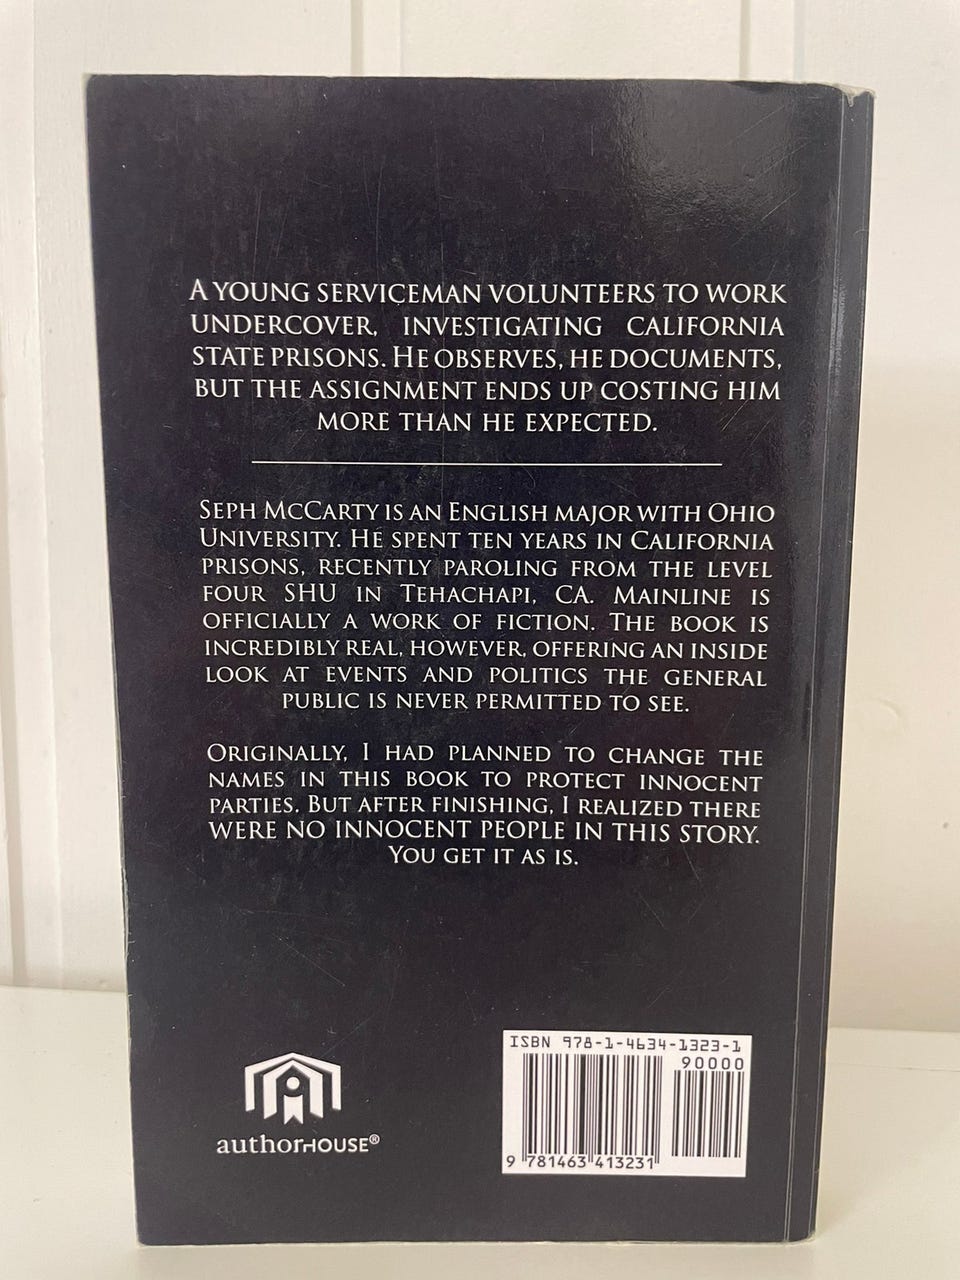 A YOUNG SERVICEMAN VOLUNTEERS TO WORK
UNDERCOVER, INVESTIGATING CALIFORNIA
STATE PRISONS. HE OBSERVES, HE DOCUMENTS,
BUT THE ASSIGNMENT ENDS UP COSTING HIM
MORE THAN HE EXPECTED.
SEPH MCCARTY IS AN ENGLISH MAJOR WITH OHIO
UNIVERSITY. HE SPENT TEN YEARS IN CALIFORNIA
PRISONS, RECENTLY PAROLING FROM THE LEVEL
FOUR SHU IN TEHACHAPI, CA. MAINLINE IS
OFFICIALLY A WORK OF FICTION. THE BOOK IS
INCREDIBLY REAL, HOWEVER, OFFERING AN INSIDE
LOOK AT EVENTS AND POLITICS THE GENERAL
PUBLIC IS NEVER PERMITTED TO SEE.
ORIGINALLY, I HAD PLANNED TO CHANGE THE
NAMES IN THIS BOOK TO PROTECT INNOCENT
PARTIES. BUT AFTER FINISHING, I REALIZED THERE
WERE NO INNOCENT PEOPLE IN THIS STORY.
YOU GET IT AS IS.
authorHOUSE®
ISBN 978-1-4634-1323-1
90000
9 781463 413231